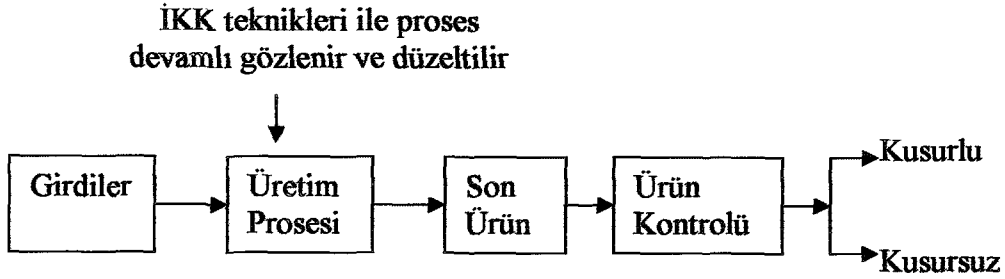 İKK teknikleri ile proses
devamlı gözlenir ve düzeltilir
Girdiler
Üretim
Prosesi
Son
Ürün
Ürün
Kontrolü
Kusurlu
Kusursuz